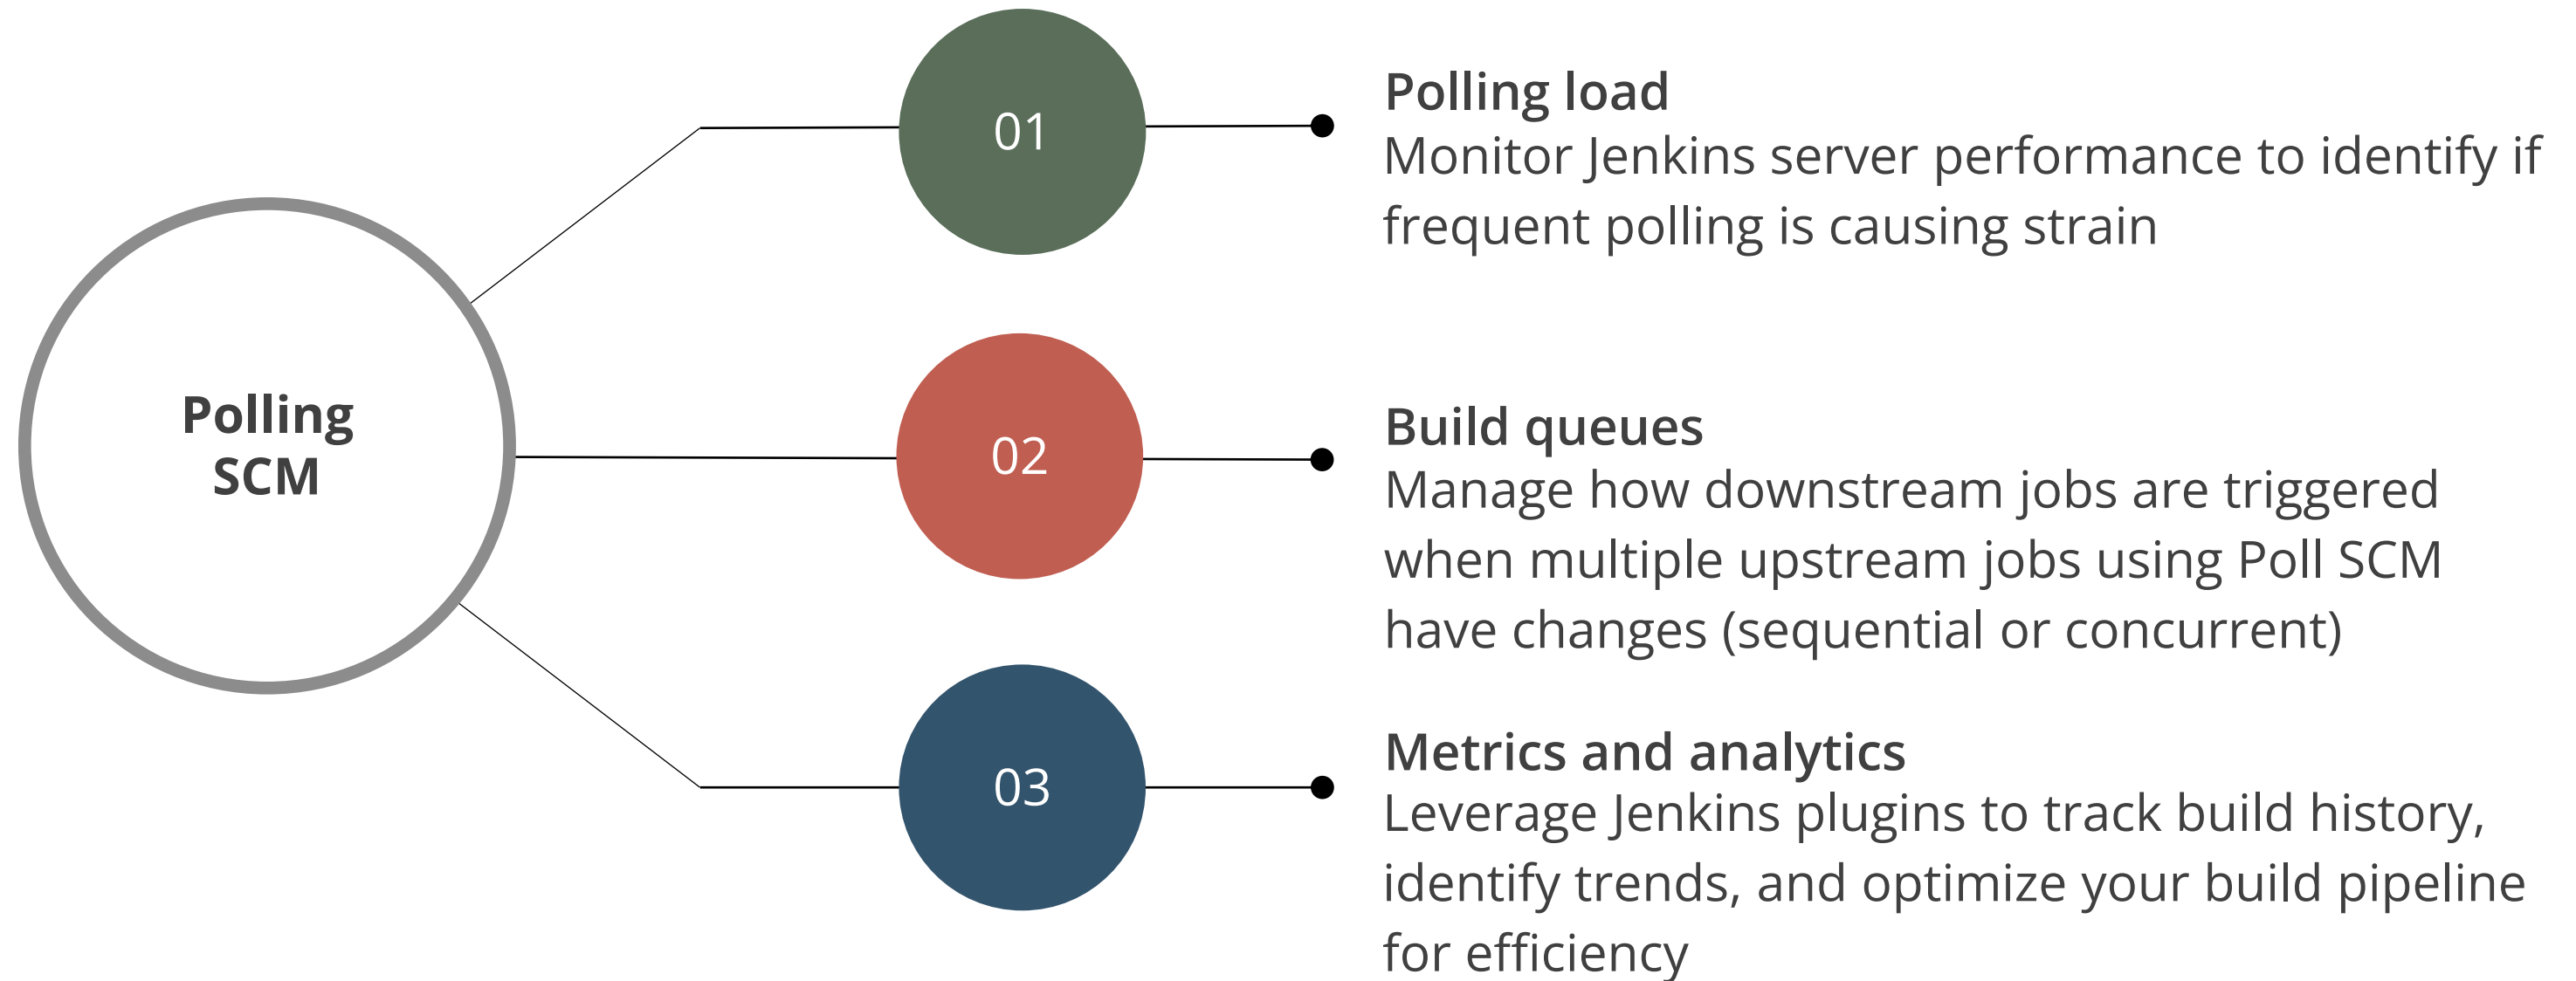 Polling
SCM
01
Polling load
Monitor Jenkins server performance to identify if
frequent polling is causing strain
02
Build queues
Manage how downstream jobs are triggered
when multiple upstream jobs using Poll SCM
have changes (sequential or concurrent)
03
Metrics and analytics
Leverage Jenkins plugins to track build history,
identify trends, and optimize your build pipeline
for efficiency